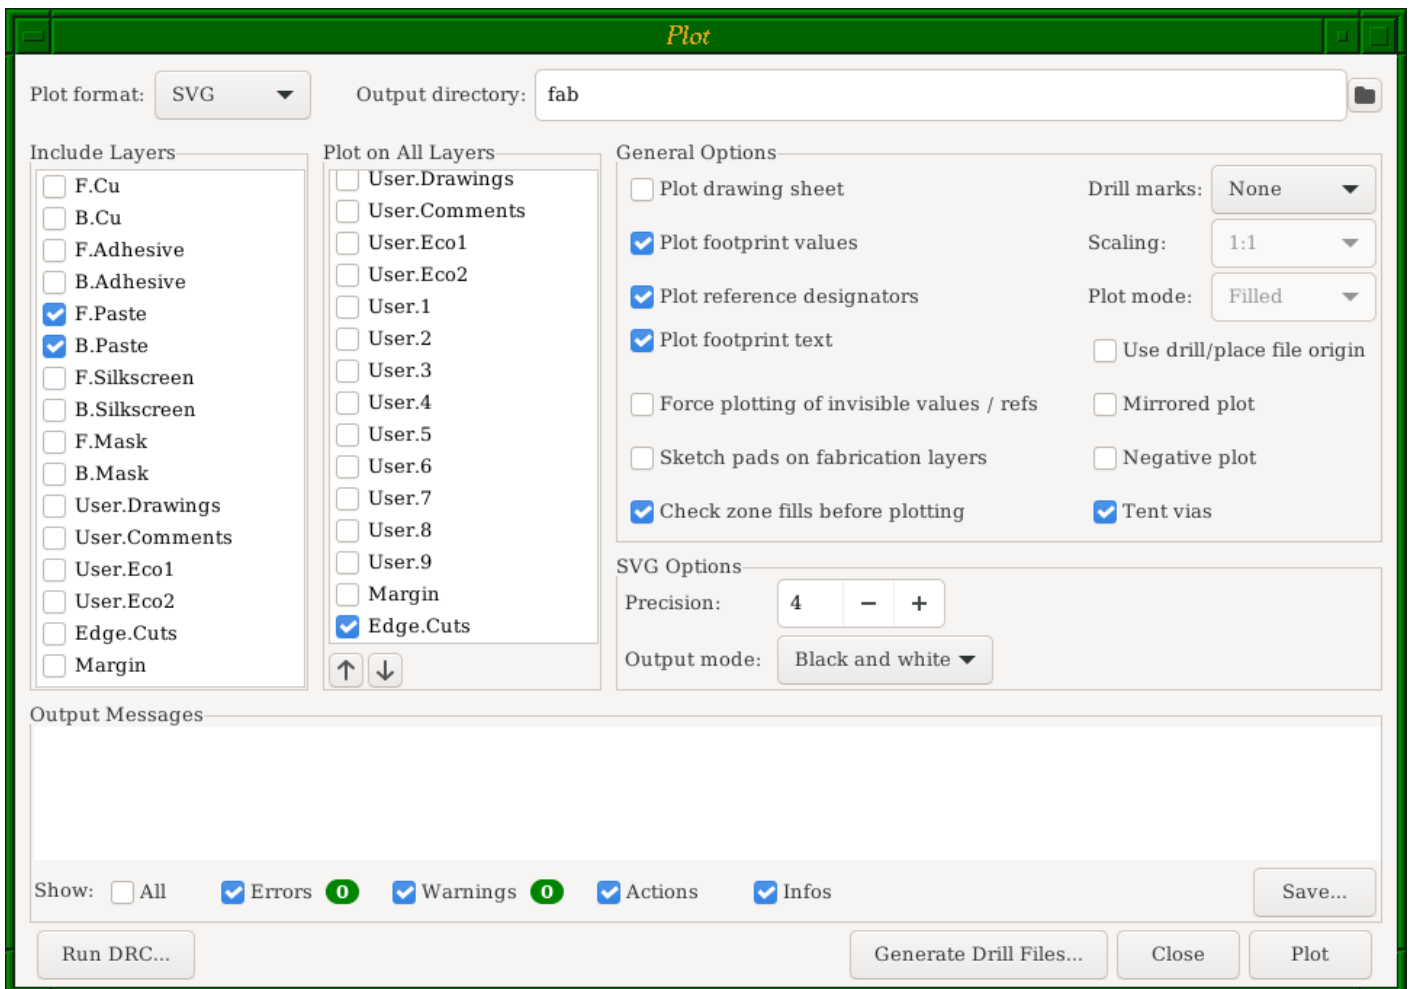 Plot
Plot format: SVG
Output directory: fab
Include Layers
F.Cu
B.Cu
F.Adhesive
B.Adhesive
F.Paste
B.Paste
F.Silkscreen
B.Silkscreen
F.Mask
B.Mask
User.Drawings
User.Comments
User.Eco1
User.Eco2
Edge.Cuts
Margin
Plot on All Layers
User.Drawings
User.Comments
User.Eco1
User.Eco2
User.1
User.2
User.3
User.4
User.5
User.6
User.7
User.8
User.9
Margin
Edge.Cuts
General Options
Plot drawing sheet
Plot footprint values
Plot reference designators
Plot footprint text
Force plotting of invisible values / refs
Sketch pads on fabrication layers
Check zone fills before plotting
Drill marks: None
Scaling: 1:1
Plot mode: Filled
Use drill/place file origin
Mirrored plot
Negative plot
Tent vias
SVG Options
Precision: 4 − +
Output mode: Black and white
Output Messages
Show: All Errors 0 Warnings 0 Actions Infos Save...
Run DRC... Generate Drill Files... Close Plot